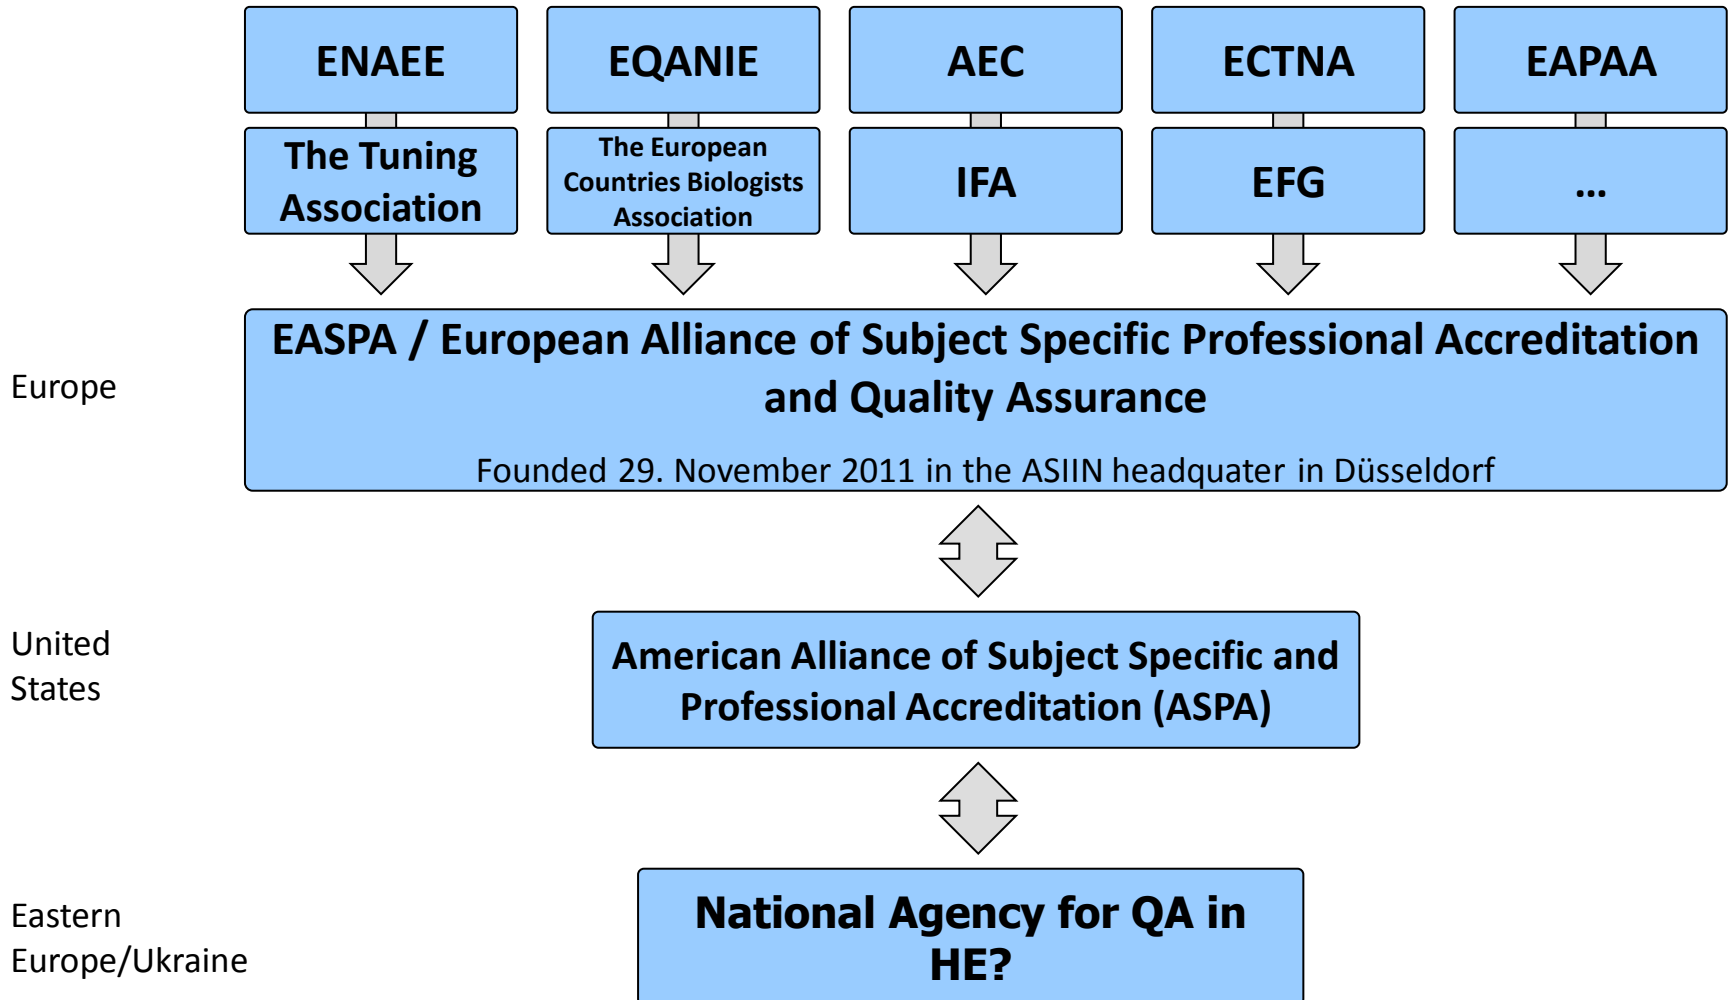 ENAEE
EQANIE
AEC
ECTNA
EAPAA
The Tuning
Association
The European
Countries Biologists
Association
IFA
EFG
...
Europe
EASPA / European Alliance of Subject Specific Professional Accreditation
and Quality Assurance
Founded 29. November 2011 in the ASIIN headquater in Düsseldorf
United
States
American Alliance of Subject Specific and
Professional Accreditation (ASPA)
Eastern
Europe/Ukraine
National Agency for QA in
HE?